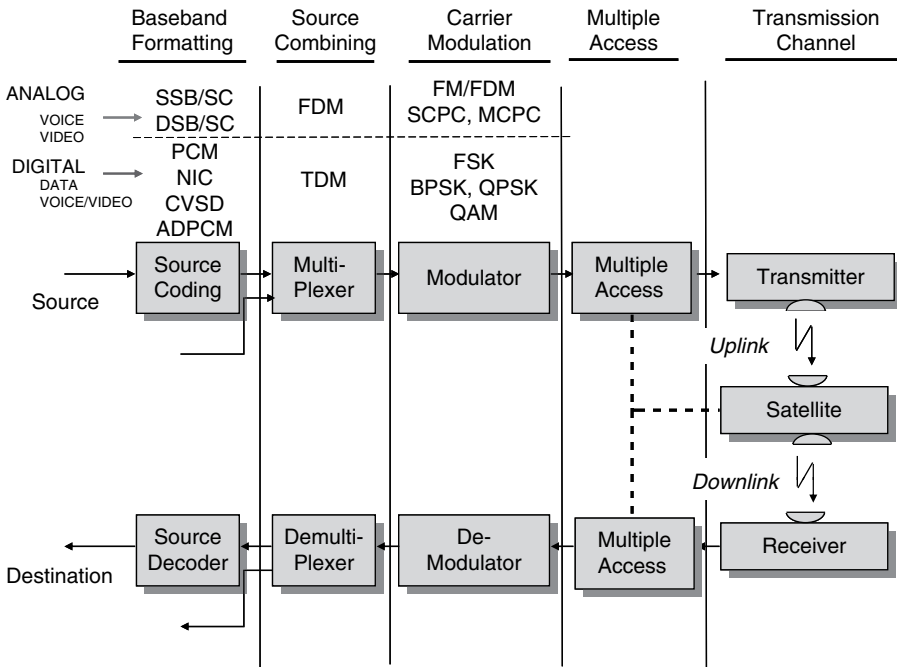 Baseband
Formatting
Source
Combining
Carrier
Modulation
Multiple
Access
Transmission
Channel
ANALOG
VOICE
VIDEO
SSB/SC
DSB/SC
FDM
FM/FDM
SCPC, MCPC
DIGITAL
DATA
VOICE/VIDEO
PCM
NIC
CVSD
ADPCM
TDM
FSK
BPSK, QPSK
QAM
Source
Source
Coding
Multi-
Plexer
Modulator
Multiple
Access
Transmitter
Uplink
Satellite
Downlink
Destination
Source
Decoder
Demulti-
Plexer
De-
Modulator
Multiple
Access
Receiver